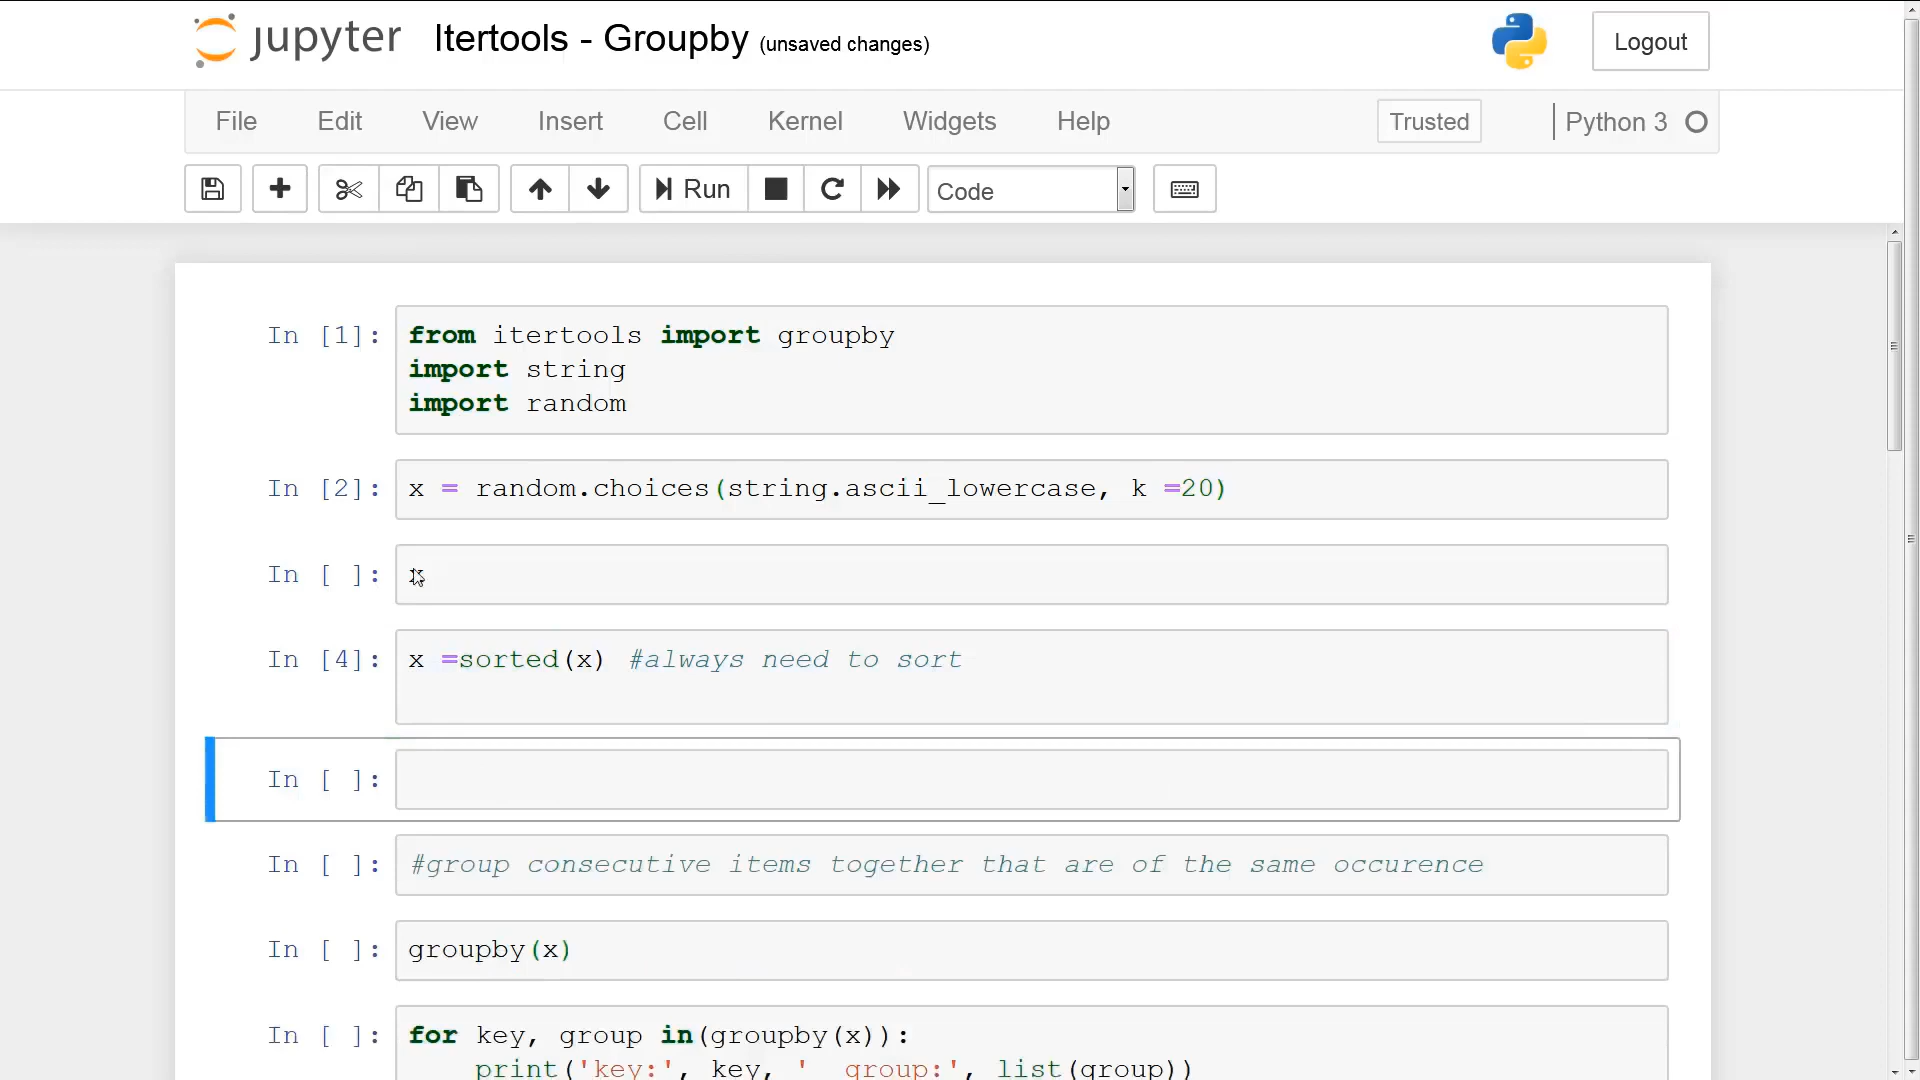 jupyter Itertools - Groupby (unsaved changes) Logout
File Edit View Insert Cell Kernel Widgets Help Trusted Python 3
Run Code
In [1]: from itertools import groupby
import string
import random
In [2]: x = random.choices(string.ascii_lowercase, k =20)
In [ ]:
In [4]: x =sorted(x) #always need to sort
In [ ]:
In [ ]: #group consecutive items together that are of the same occurence
In [ ]: groupby(x)
In [ ]: for key, group in(groupby(x)):
print('key:', key, ' group:', list(group))